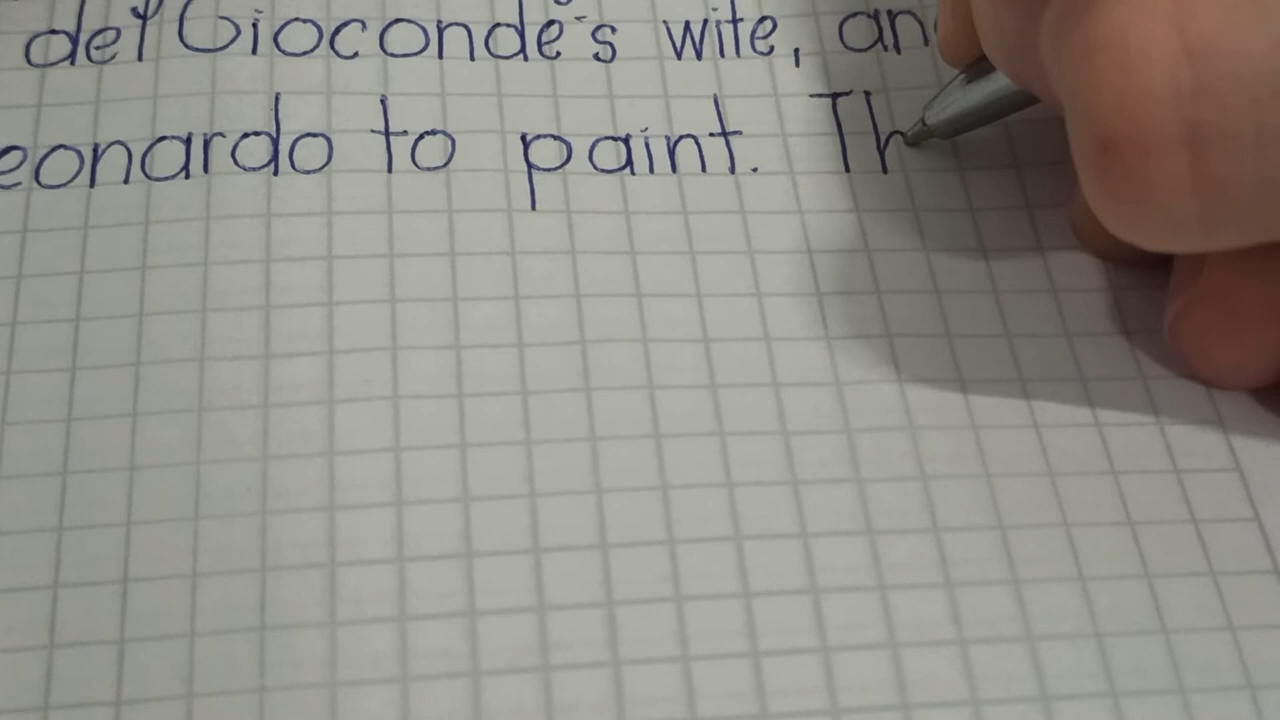 del Gioconde's wife, an
eonardo to paint. Th